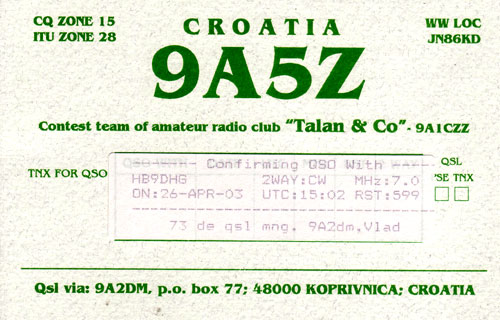 CQ ZONE 15
ITU ZONE 28
CROATIA
WW LOC
JN86KD
9A5Z
Contest team of amateur radio club "Talan & Co"- 9A1CZZ
TNX FOR QSO
Confirming QSO With
HB9DHG 2WAY:CW MHz:7.0
ON:26-APR-03 UTC:15:02 RST:599
73 de qsl mng. 9A2dm,Vlad
QSL
'SE TNX
Qsl via: 9A2DM, p.o. box 77; 48000 KOPRIVNICA; CROATIA